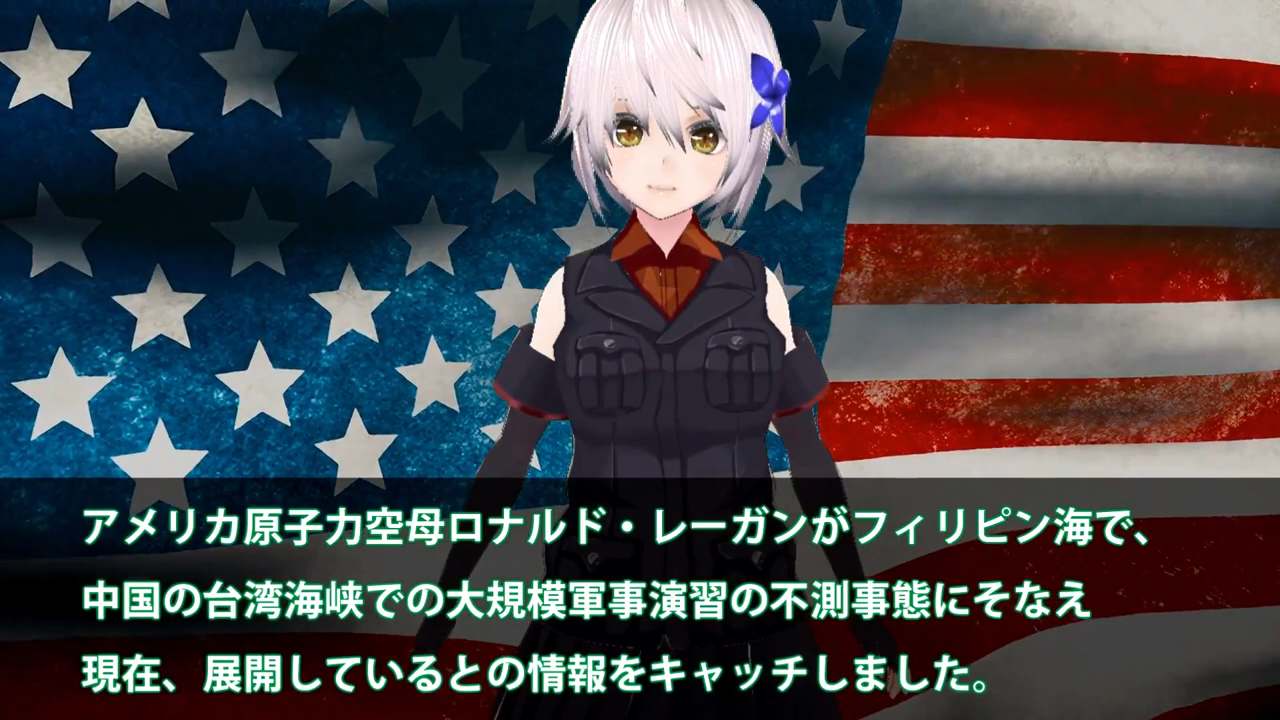 アメリカ原子力空母ロナルド・レーガンがフィリピン海で、
中国の台湾海峡での大規模軍事演習の不測事態にそなえ
現在、展開しているとの情報をキャッチしました。